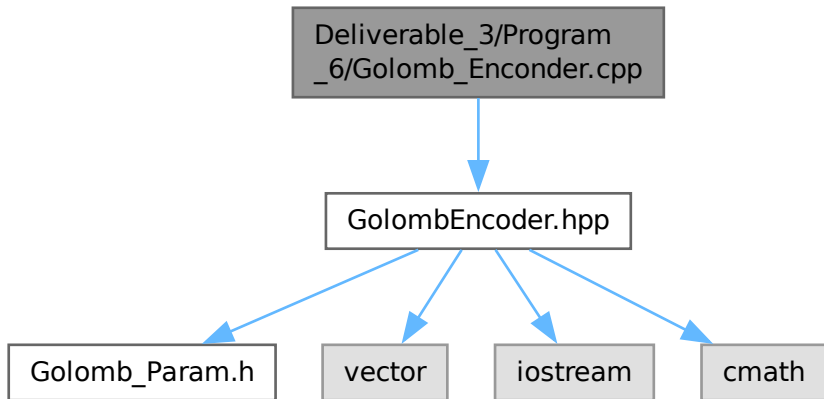 Deliverable_3/Program
_6/Golomb_Enconder.cpp
GolombEncoder.hpp
Golomb_Param.h
vector
iostream
cmath